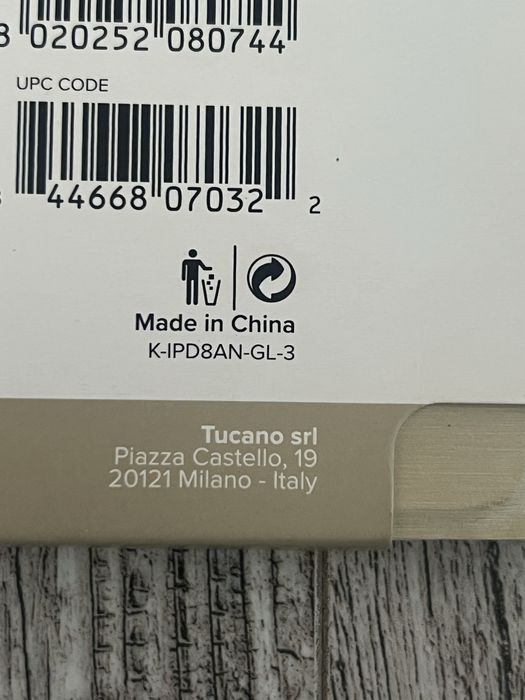 8 020252 080744
UPC CODE
44668 07032 2
Made in China
K-IPD8AN-GL-3
Tucano srl
Piazza Castello, 19
20121 Milano - Italy